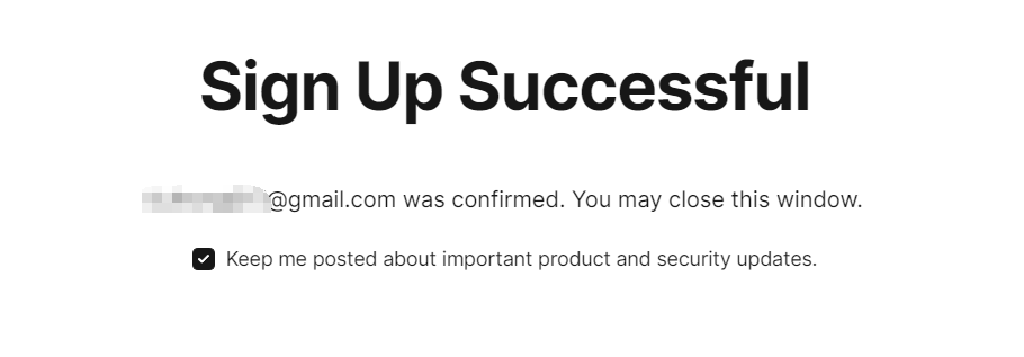 Sign Up Successful
@gmail.com was confirmed. You may close this window.
Keep me posted about important product and security updates.